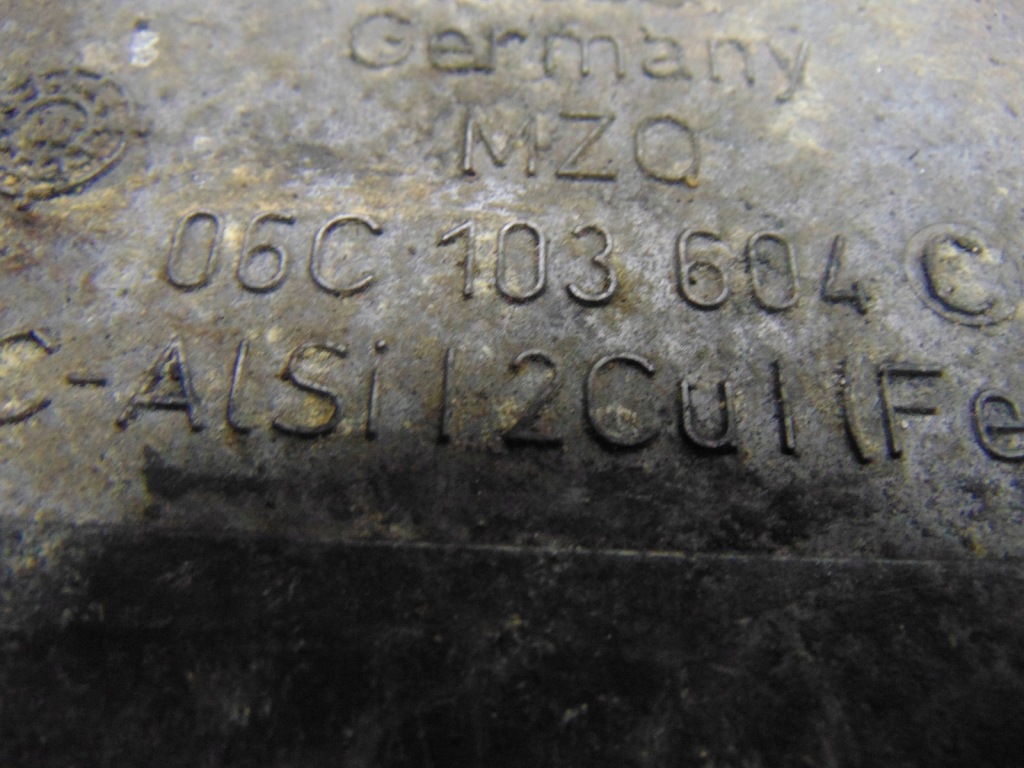 Germany
MZQ
06C 103 604 C
C-AlSi12Cu1(Fe